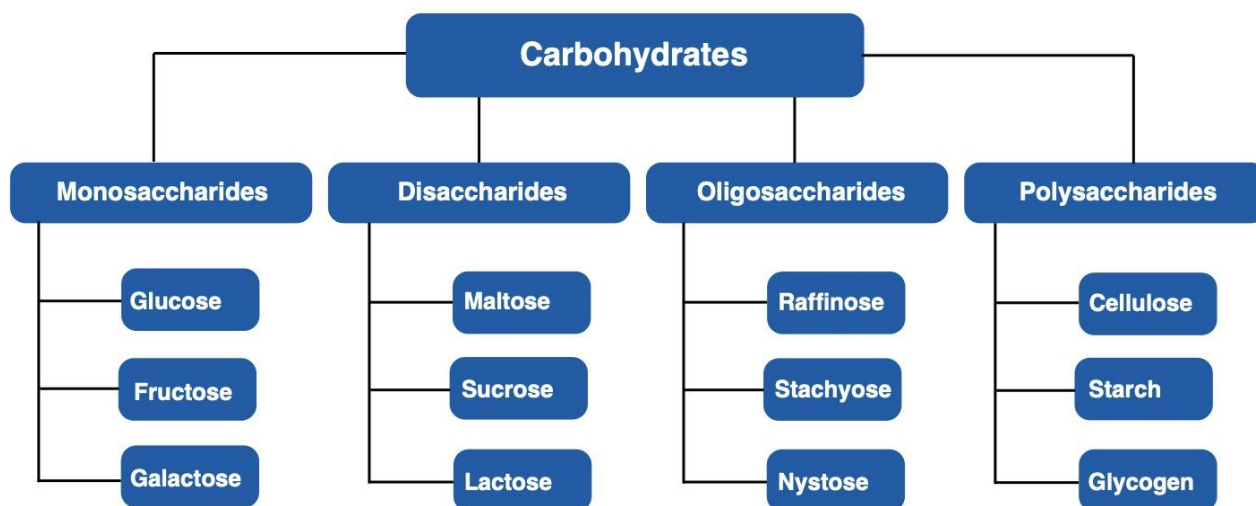 Carbohydrates
Monosaccharides
Disaccharides
Oligosaccharides
Polysaccharides
Glucose
Fructose
Galactose
Maltose
Sucrose
Lactose
Raffinose
Stachyose
Nystose
Cellulose
Starch
Glycogen